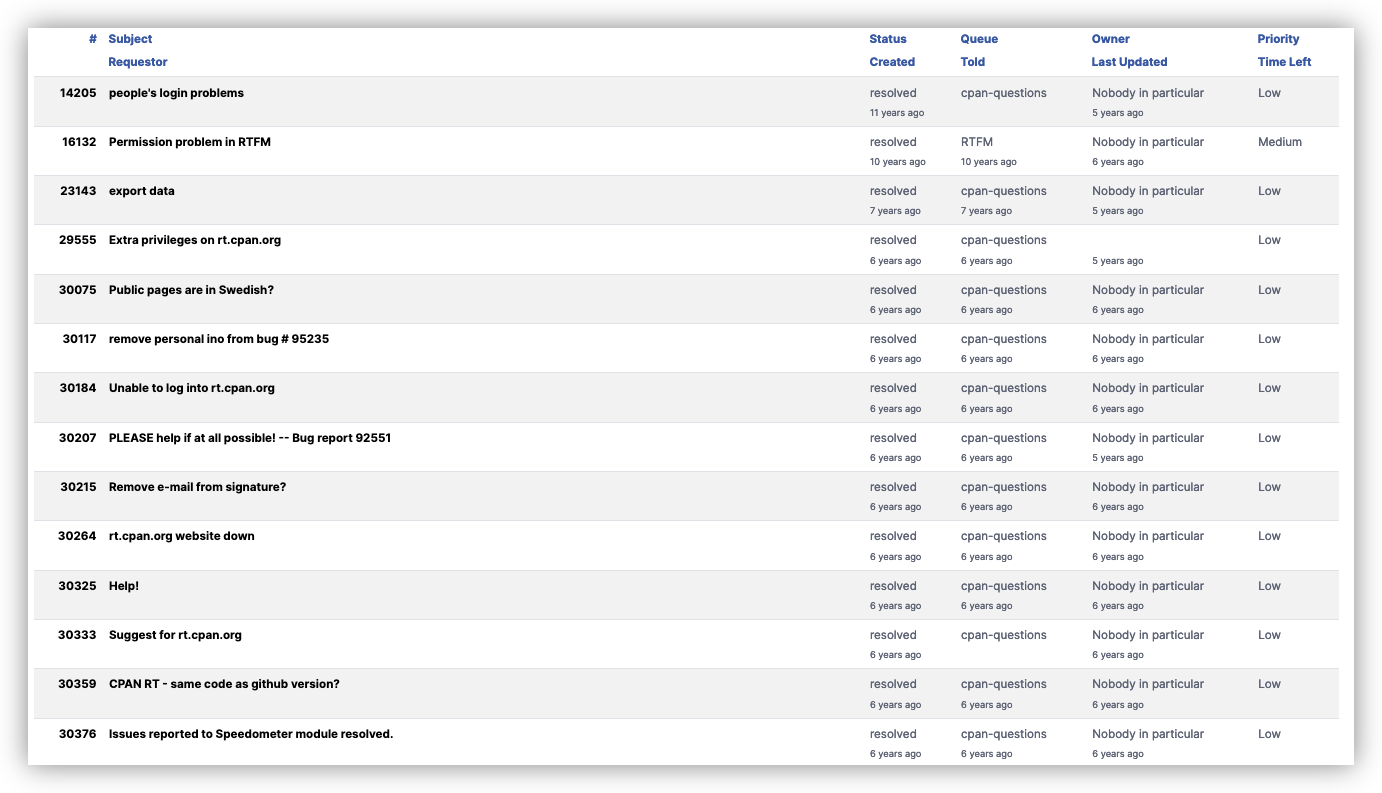 # Subject Status Queue Owner Priority
Requestor Created Told Last Updated Time Left
14205 people's login problems resolved cpan-questions Nobody in particular Low
11 years ago 5 years ago
16132 Permission problem in RTFM resolved RTFM Nobody in particular Medium
10 years ago 10 years ago 6 years ago
23143 export data resolved cpan-questions Nobody in particular Low
7 years ago 7 years ago 5 years ago
29555 Extra privileges on rt.cpan.org resolved cpan-questions Low
6 years ago 6 years ago 5 years ago
30075 Public pages are in Swedish? resolved cpan-questions Nobody in particular Low
6 years ago 6 years ago 6 years ago
30117 remove personal ino from bug # 95235 resolved cpan-questions Nobody in particular Low
6 years ago 6 years ago 6 years ago
30184 Unable to log into rt.cpan.org resolved cpan-questions Nobody in particular Low
6 years ago 6 years ago 6 years ago
30207 PLEASE help if at all possible! -- Bug report 92551 resolved cpan-questions Nobody in particular Low
6 years ago 6 years ago 5 years ago
30215 Remove e-mail from signature? resolved cpan-questions Nobody in particular Low
6 years ago 6 years ago 6 years ago
30264 rt.cpan.org website down resolved cpan-questions Nobody in particular Low
6 years ago 6 years ago 6 years ago
30325 Help! resolved cpan-questions Nobody in particular Low
6 years ago 6 years ago 6 years ago
30333 Suggest for rt.cpan.org resolved cpan-questions Nobody in particular Low
6 years ago 6 years ago
30359 CPAN RT - same code as github version? resolved cpan-questions Nobody in particular Low
6 years ago 6 years ago 6 years ago
30376 Issues reported to Speedometer module resolved. resolved cpan-questions Nobody in particular Low
6 years ago 6 years ago 6 years ago